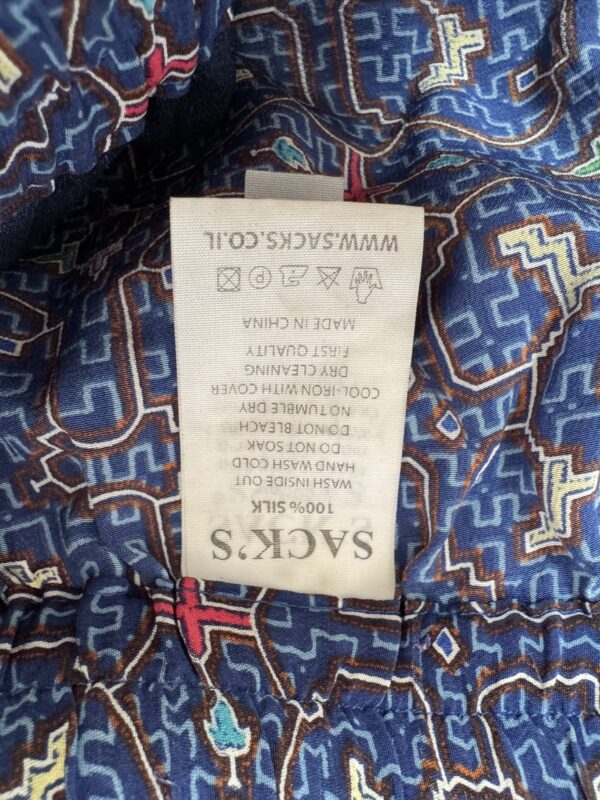 SACK'S
100% SILK
WASH INSIDE OUT
HAND WASH COLD
DO NOT SOAK
DO NOT BLEACH
NO TUMBLE DRY
COOL-IRON WITH COVER
DRY CLEANING
FIRST QUALITY
MADE IN CHINA
P
WWW.SACKS.CO.IL